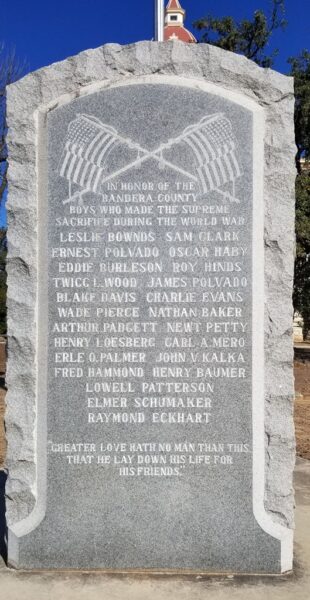 IN HONOR OF THE
BANDERA COUNTY
BOYS WHO MADE THE SUPREME
SACRIFICE DURING THE WORLD WAR
LESLIE BOWNDS SAM CLARK
ERNEST POLVADO OSCAR HABY
EDDIE BURLESON ROY HINDS
TWIGG L. WOOD JAMES POLVADO
BLAKE DAVIS CHARLIE EVANS
WADE PIERCE NATHAN BAKER
ARTHUR PADGETT NEWT PETTY
HENRY LOESBERG CARL A. MERO
ERLE O. PALMER JOHN V. KALKA
FRED HAMMOND HENRY BAUMER
LOWELL PATTERSON
ELMER SCHUMAKER
RAYMOND ECKHART
"GREATER LOVE HATH NO MAN THAN THIS
THAT HE LAY DOWN HIS LIFE FOR
HIS FRIENDS."